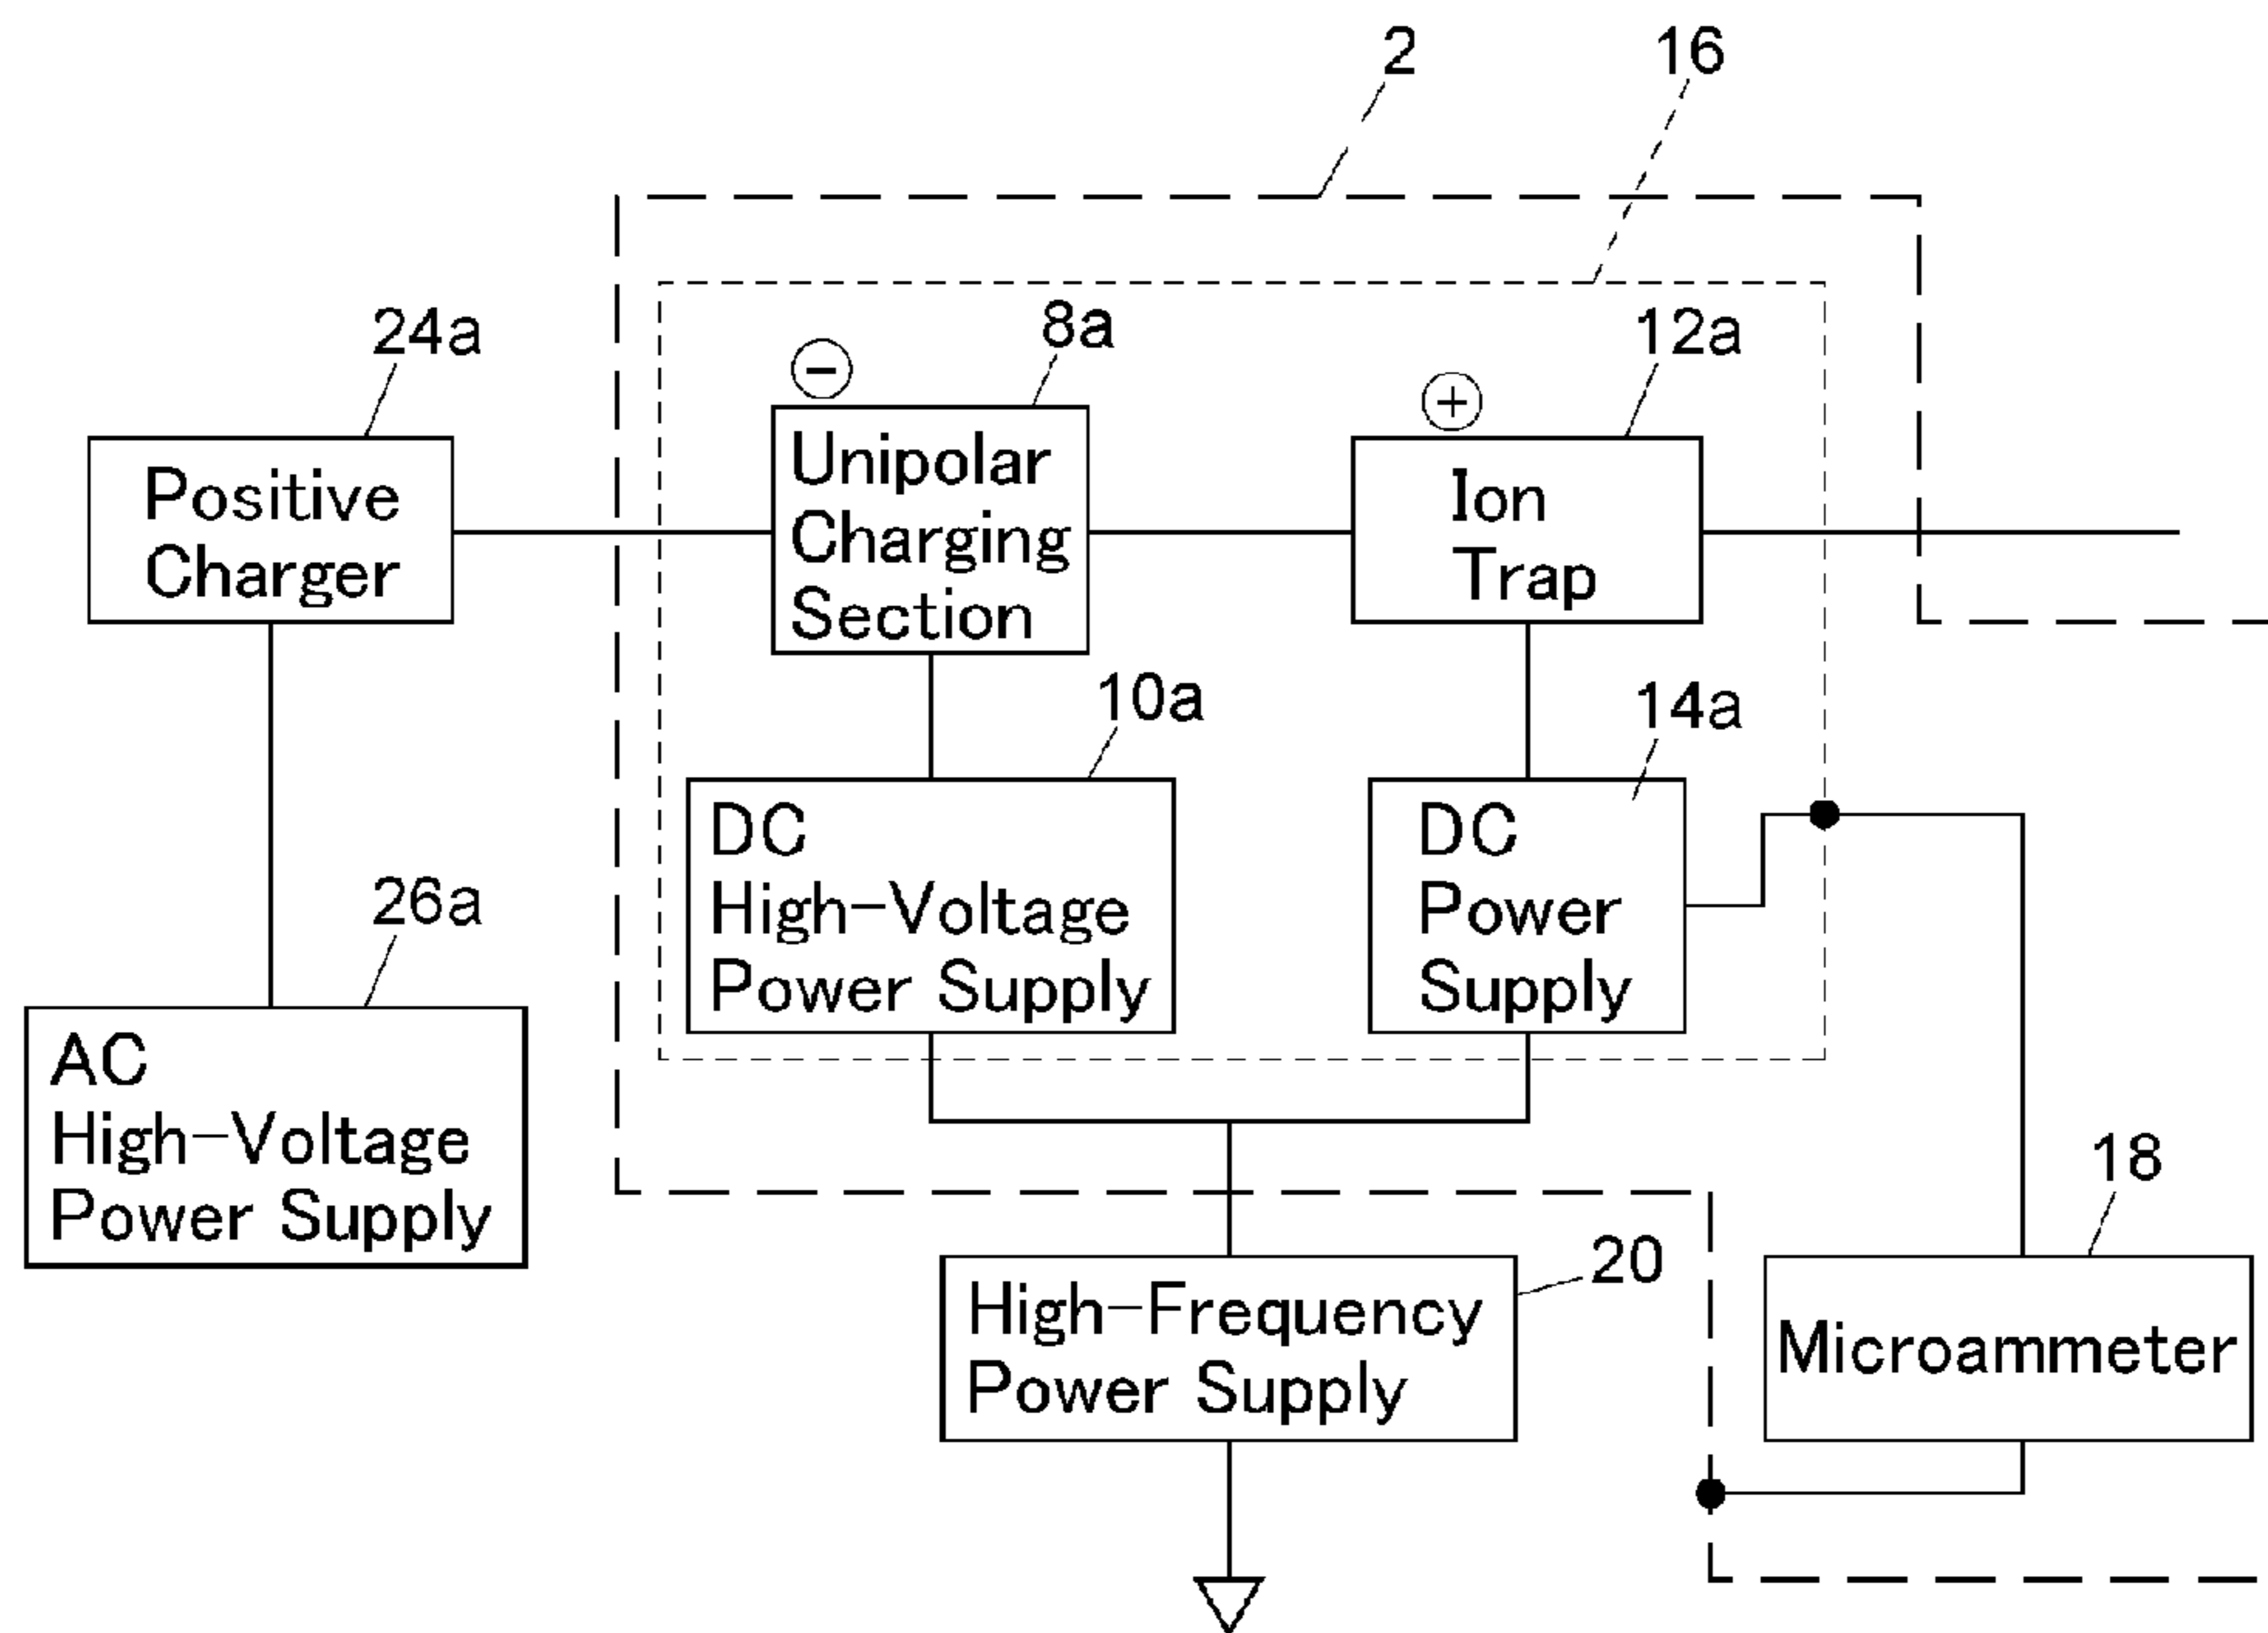 2
16
24a
8a
12a
−
+
Positive
Charger
Unipolar
Charging
Section
Ion
Trap
10a
14a
DC
High-Voltage
Power Supply
DC
Power
Supply
26a
AC
High-Voltage
Power Supply
18
20
High-Frequency
Power Supply
Microammeter